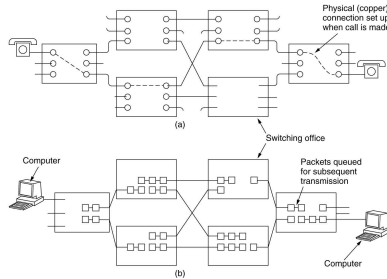 Physical (copper)
connection set up
when call is made
(a)
Switching office
Computer
Packets queued
for subsequent
transmission
Computer
(b)